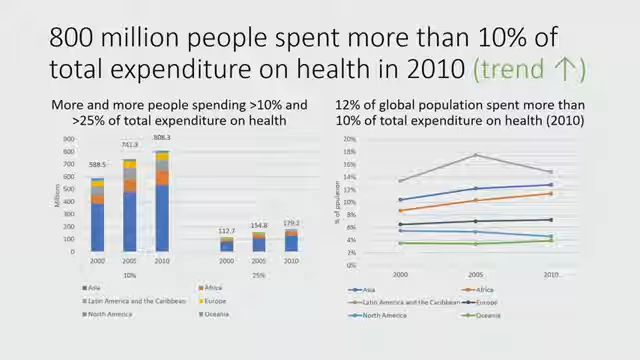 800 million people spent more than 10% of
total expenditure on health in 2010 (trend ↑)
More and more people spending >10% and
>25% of total expenditure on health
900
800
700
600
500
400
300
200
100
0
Millions
588.5
741.3
808.3
112.7
154.8
179.2
2000
2005
2010
2000
2005
2010
10%
25%
Asia
Africa
Latin America and the Caribbean
Europe
North America
Oceania
12% of global population spent more than
10% of total expenditure on health (2010)
20%
18%
16%
14%
12%
10%
8%
6%
4%
2%
0%
% of ppulation
2000
2005
2010
Asia
Africa
Latin America and the Caribbean
Europe
North America
Oceania